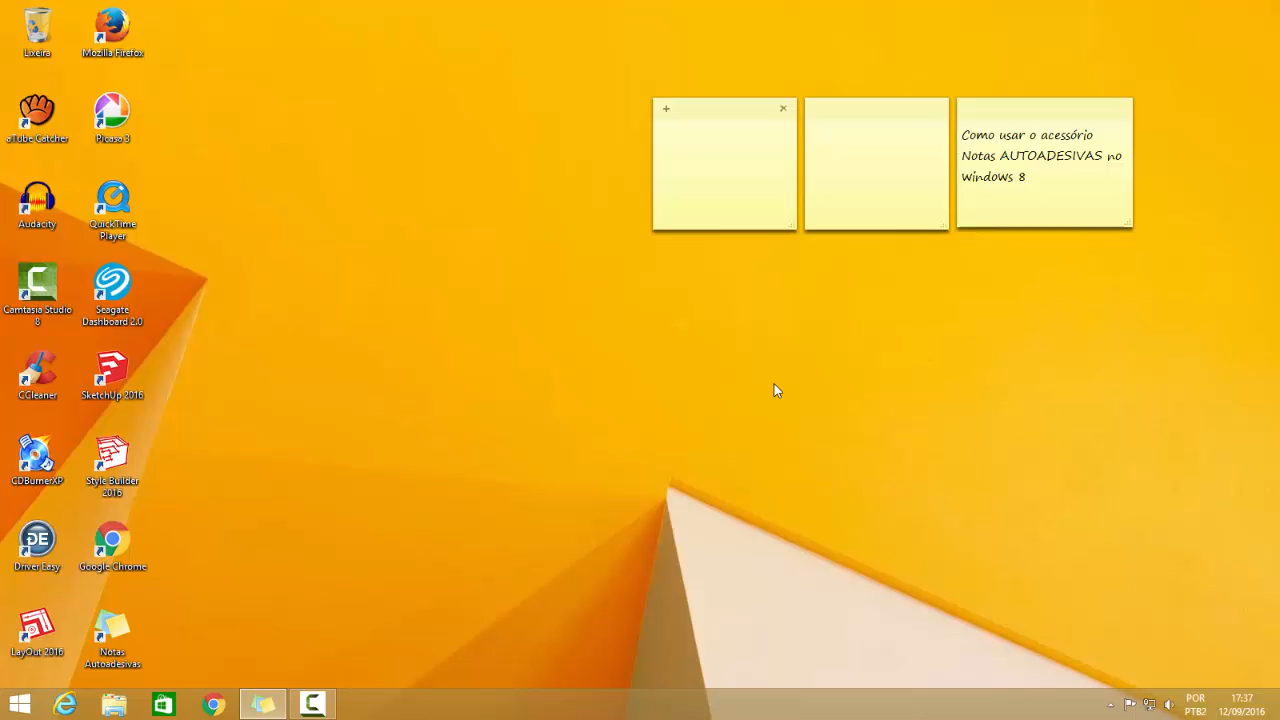 Lixeira
Mozilla Firefox
aTube Catcher
Picasa 3
Audacity
QuickTime
Player
Camtasia Studio
8
Seagate
Dashboard 2.0
CCleaner
SketchUp 2016
CDBurnerXP
Style Builder
2016
DE
Driver Easy
Google Chrome
LayOut 2016
Notas
Autoadesivas
Como usar o acessório
Notas AUTOADESIVAS no
Windows 8
POR
PTB2
17:37
12/09/2016